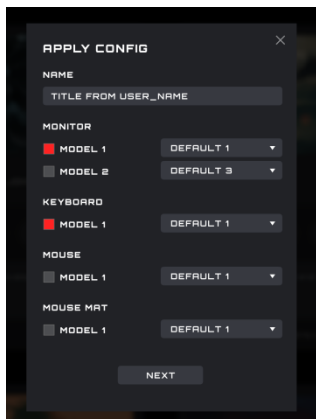 APPLY CONFIG
NAME
TITLE FROM USER_NAME
MONITOR
MODEL 1 DEFAULT 1
MODEL 2 DEFAULT 3
KEYBOARD
MODEL 1 DEFAULT 1
MOUSE
MODEL 1 DEFAULT 1
MOUSE MAT
MODEL 1 DEFAULT 1
NEXT